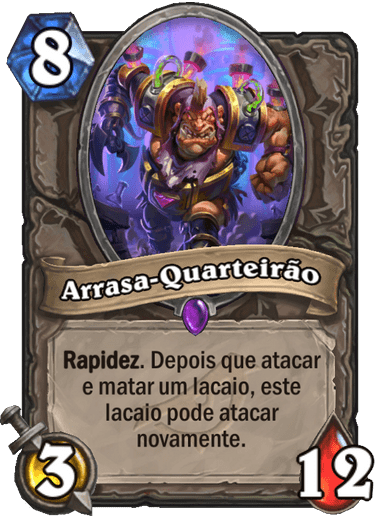 8
Arrasa-Quarteirão
Rapidez. Depois que atacar
e matar um lacaio, este
lacaio pode atacar
novamente.
3
12